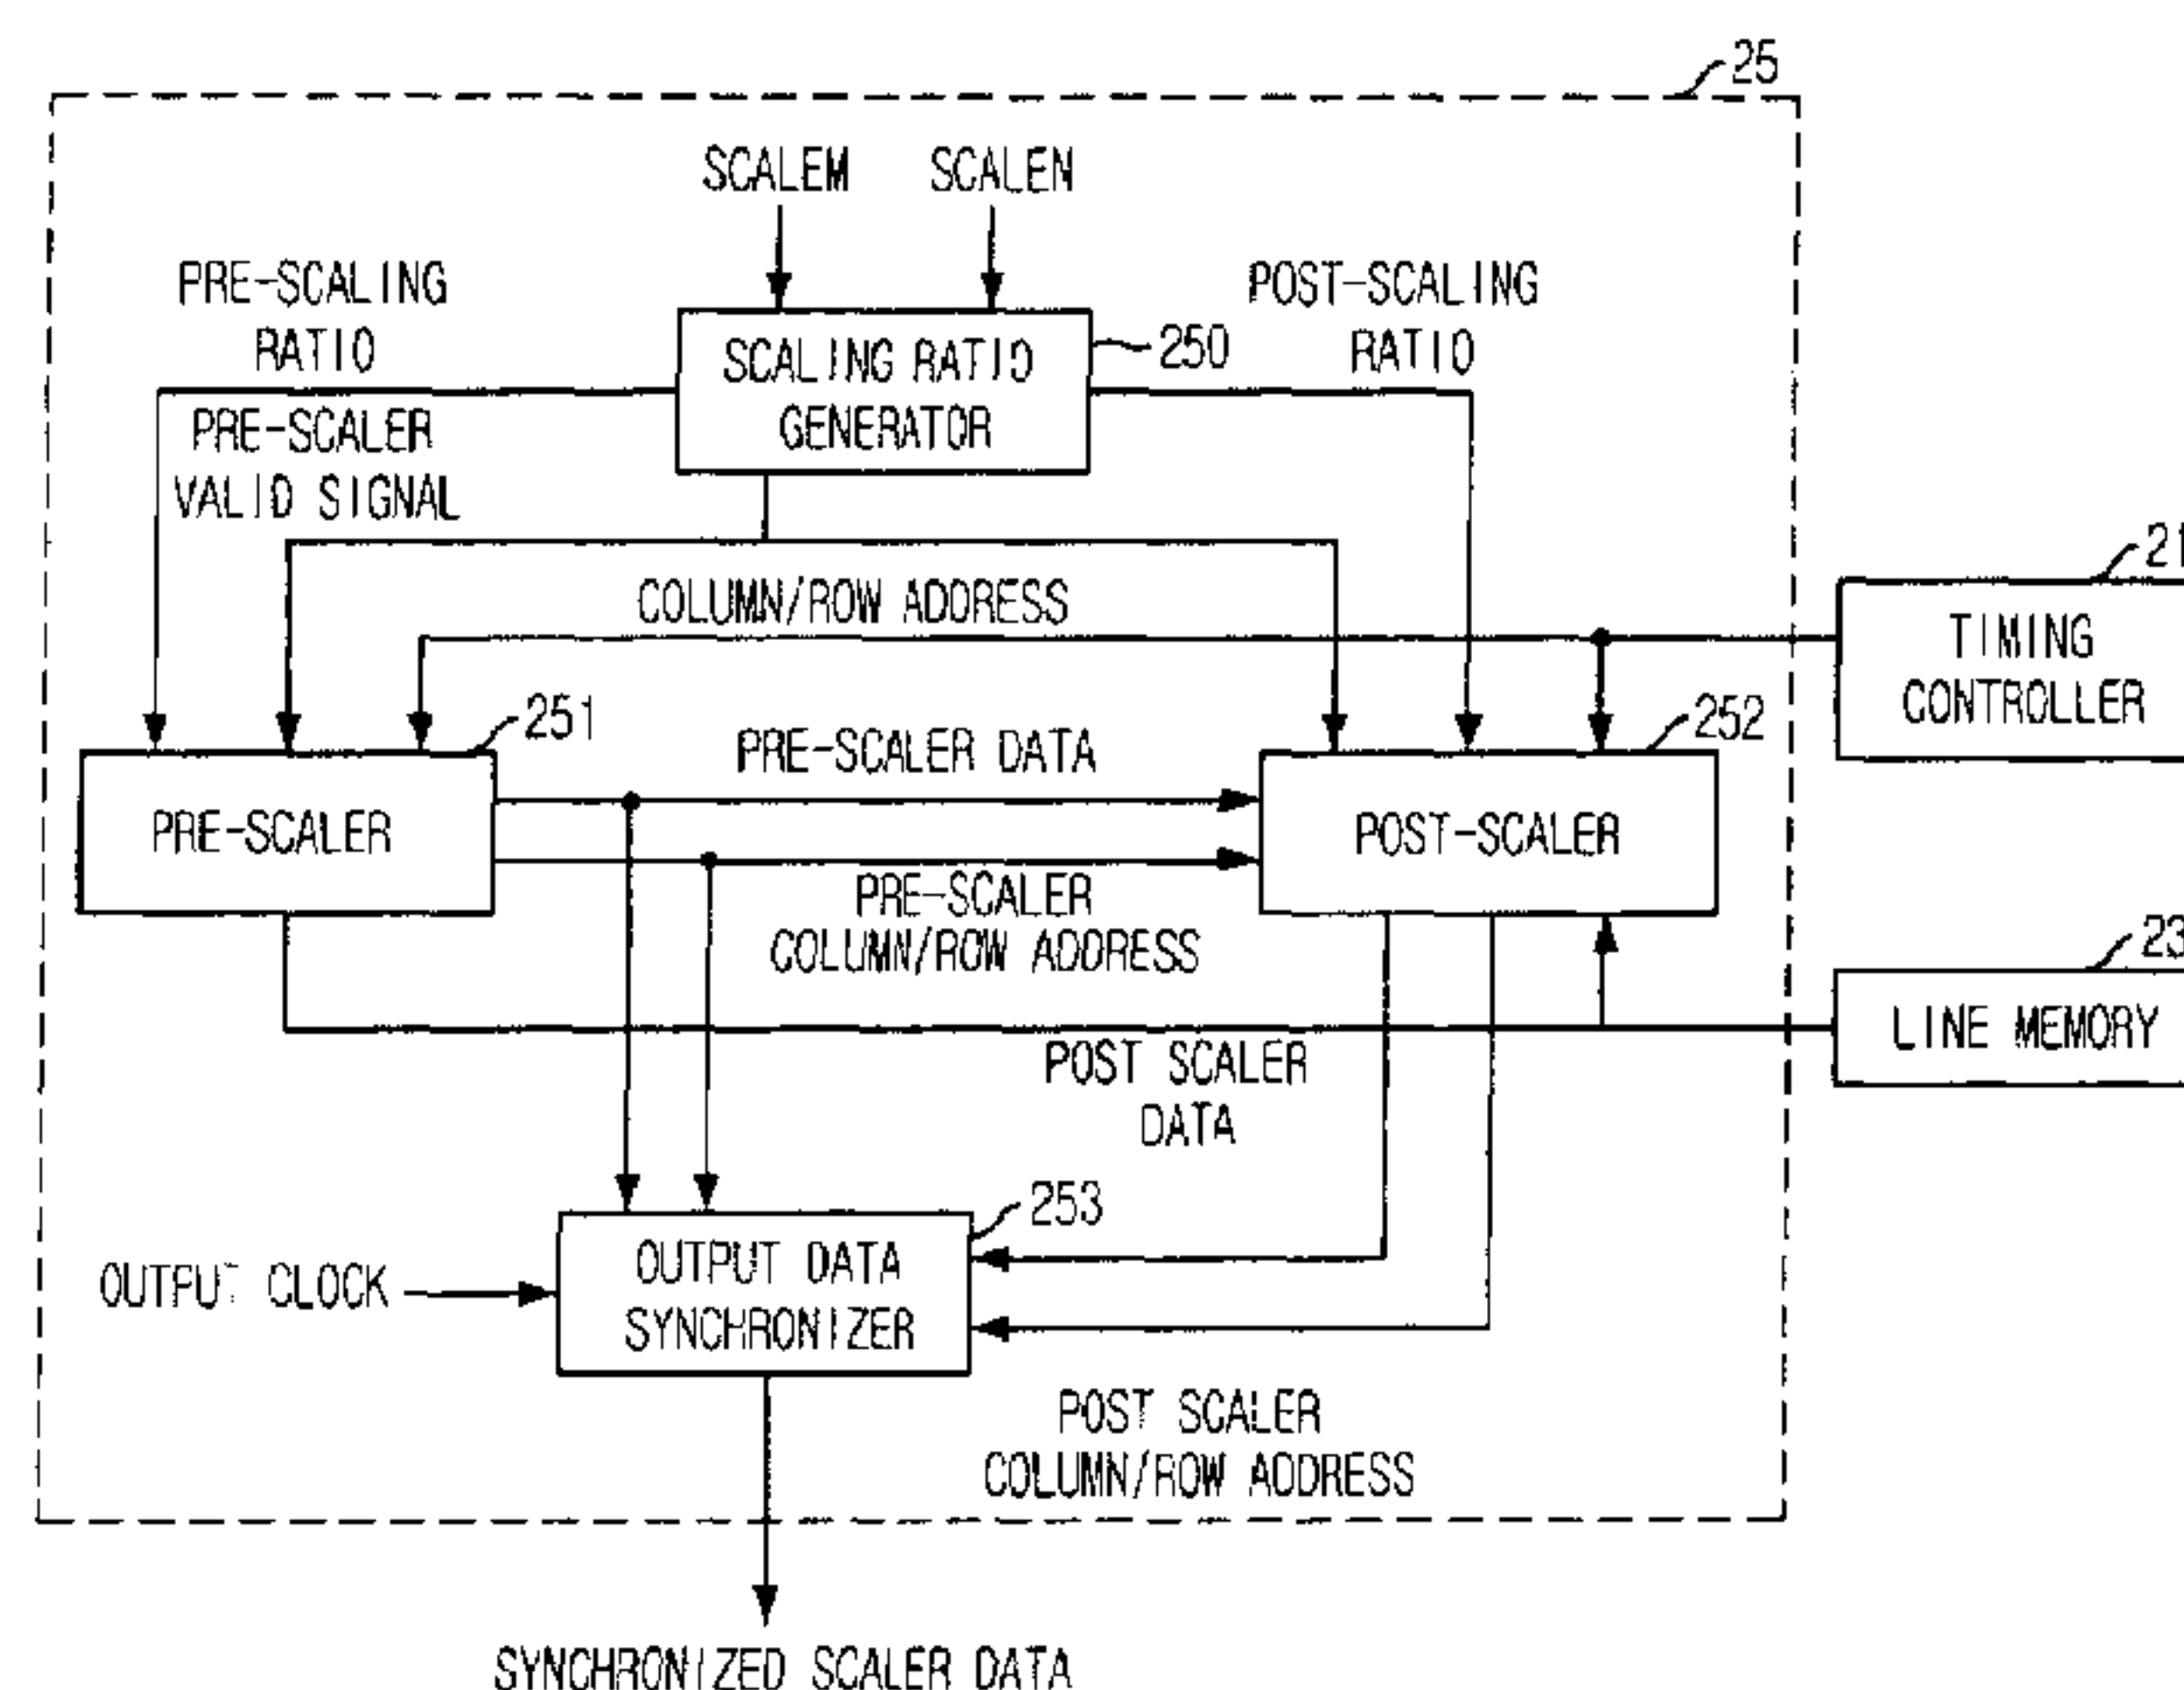 25
SCALEM
SCALEN
PRE-SCALING
RATIO
POST-SCALING
RATIO
SCALING RATIO
GENERATOR
250
PRE-SCALER
VALID SIGNAL
21
COLUMN/ROW ADDRESS
TIMING
CONTROLLER
251
252
PRE-SCALER DATA
PRE-SCALER
POST-SCALER
PRE-SCALER
COLUMN/ROW ADDRESS
23
LINE MEMORY
POST SCALER
DATA
253
OUTPUT CLOCK
OUTPUT DATA
SYNCHRONIZER
POST SCALER
COLUMN/ROW ADDRESS
SYNCHRONIZED SCALER DATA